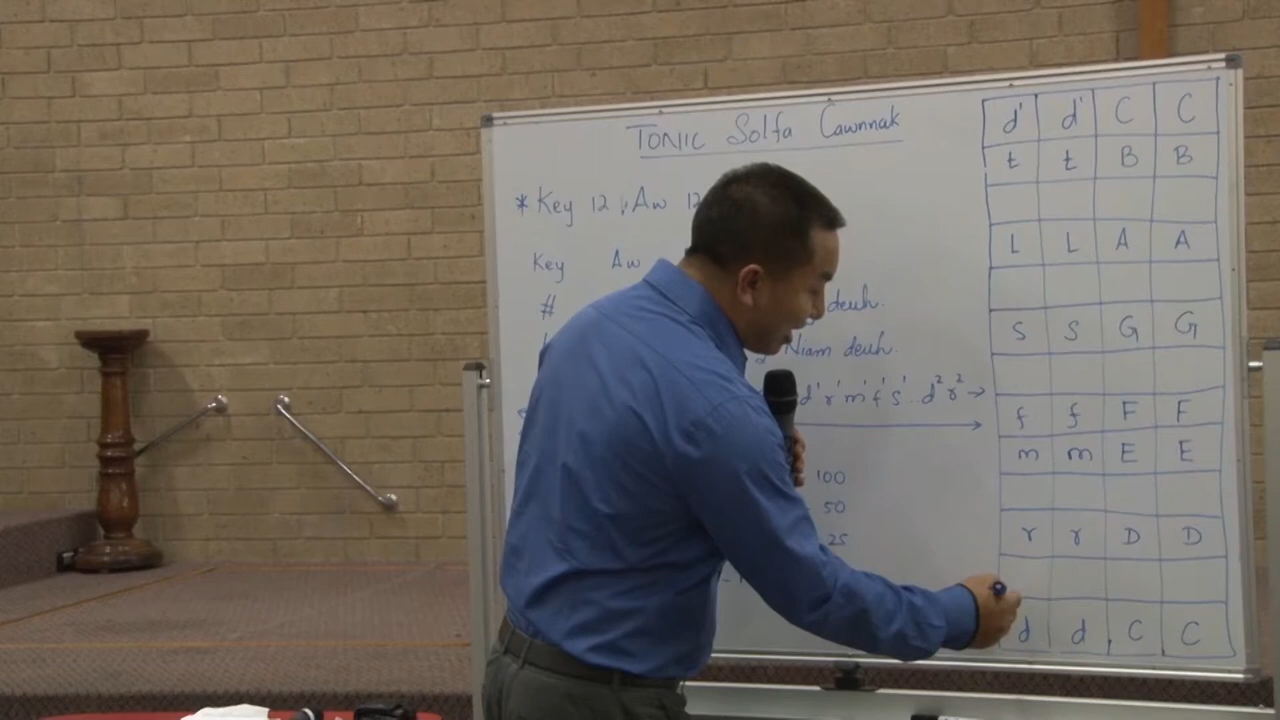 TONIC Solfa Cawnnak
* Key 12, Aw 12
Key Aw
# deuh.
Niam deuh.
d' r' m' f' s' .. d² r² →
100
50
25
d' d' C C
t t B B
L L A A
S S G G
f f F F
m m E E
r r D D
d d C C